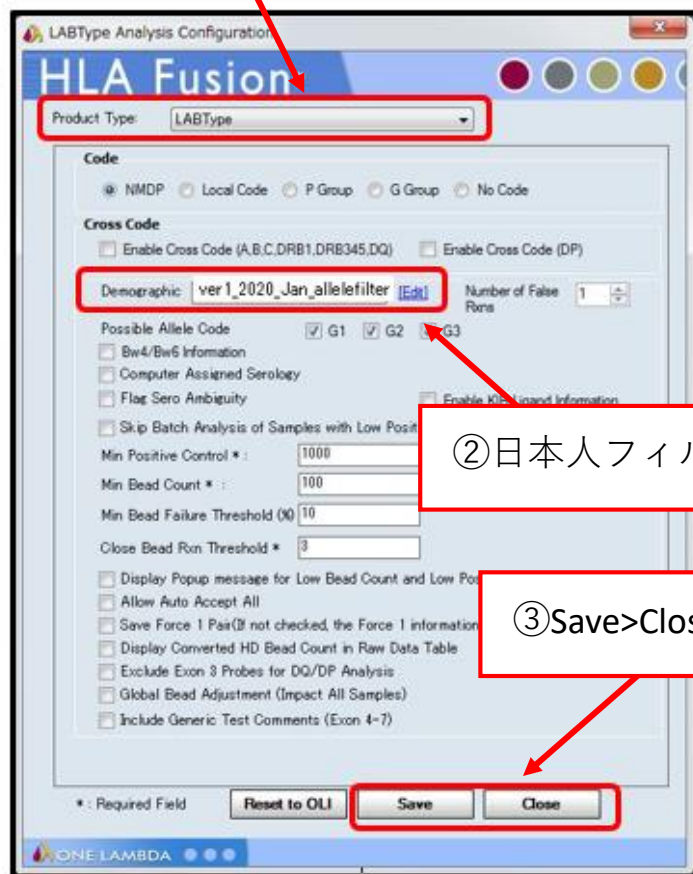 LABType Analysis Configuration
HLA Fusion
Product Type: LABType
Code
NMDP Local Code P Group G Group No Code
Cross Code
Enable Cross Code (A,B,C,DRB1,DRB345,DQ) Enable Cross Code (DP)
Demographic ver1_2020_Jan_allelefilter [Edit] Number of False Rxns 1
Possible Allele Code G1 G2 G3
Bw4/Bw6 Information
Computer Assigned Serology
Flag Sero Ambiguity Enable KIR Ligand Information
Skip Batch Analysis of Samples with Low Posit
②日本人フィル
Min Positive Control * : 1000
Min Bead Count * : 100
Min Bead Failure Threshold (%) 10
Close Bead Rxn Threshold * 3
Display Popup message for Low Bead Count and Low Pos
Allow Auto Accept All
Save Force 1 Pair(If not checked, the Force 1 information
③Save>Clos
Display Converted HD Bead Count in Raw Data Table
Exclude Exon 3 Probes for DQ/DP Analysis
Global Bead Adjustment (Impact All Samples)
Include Generic Test Comments (Exon 4-7)
* : Required Field Reset to OLI Save Close
ONE LAMBDA